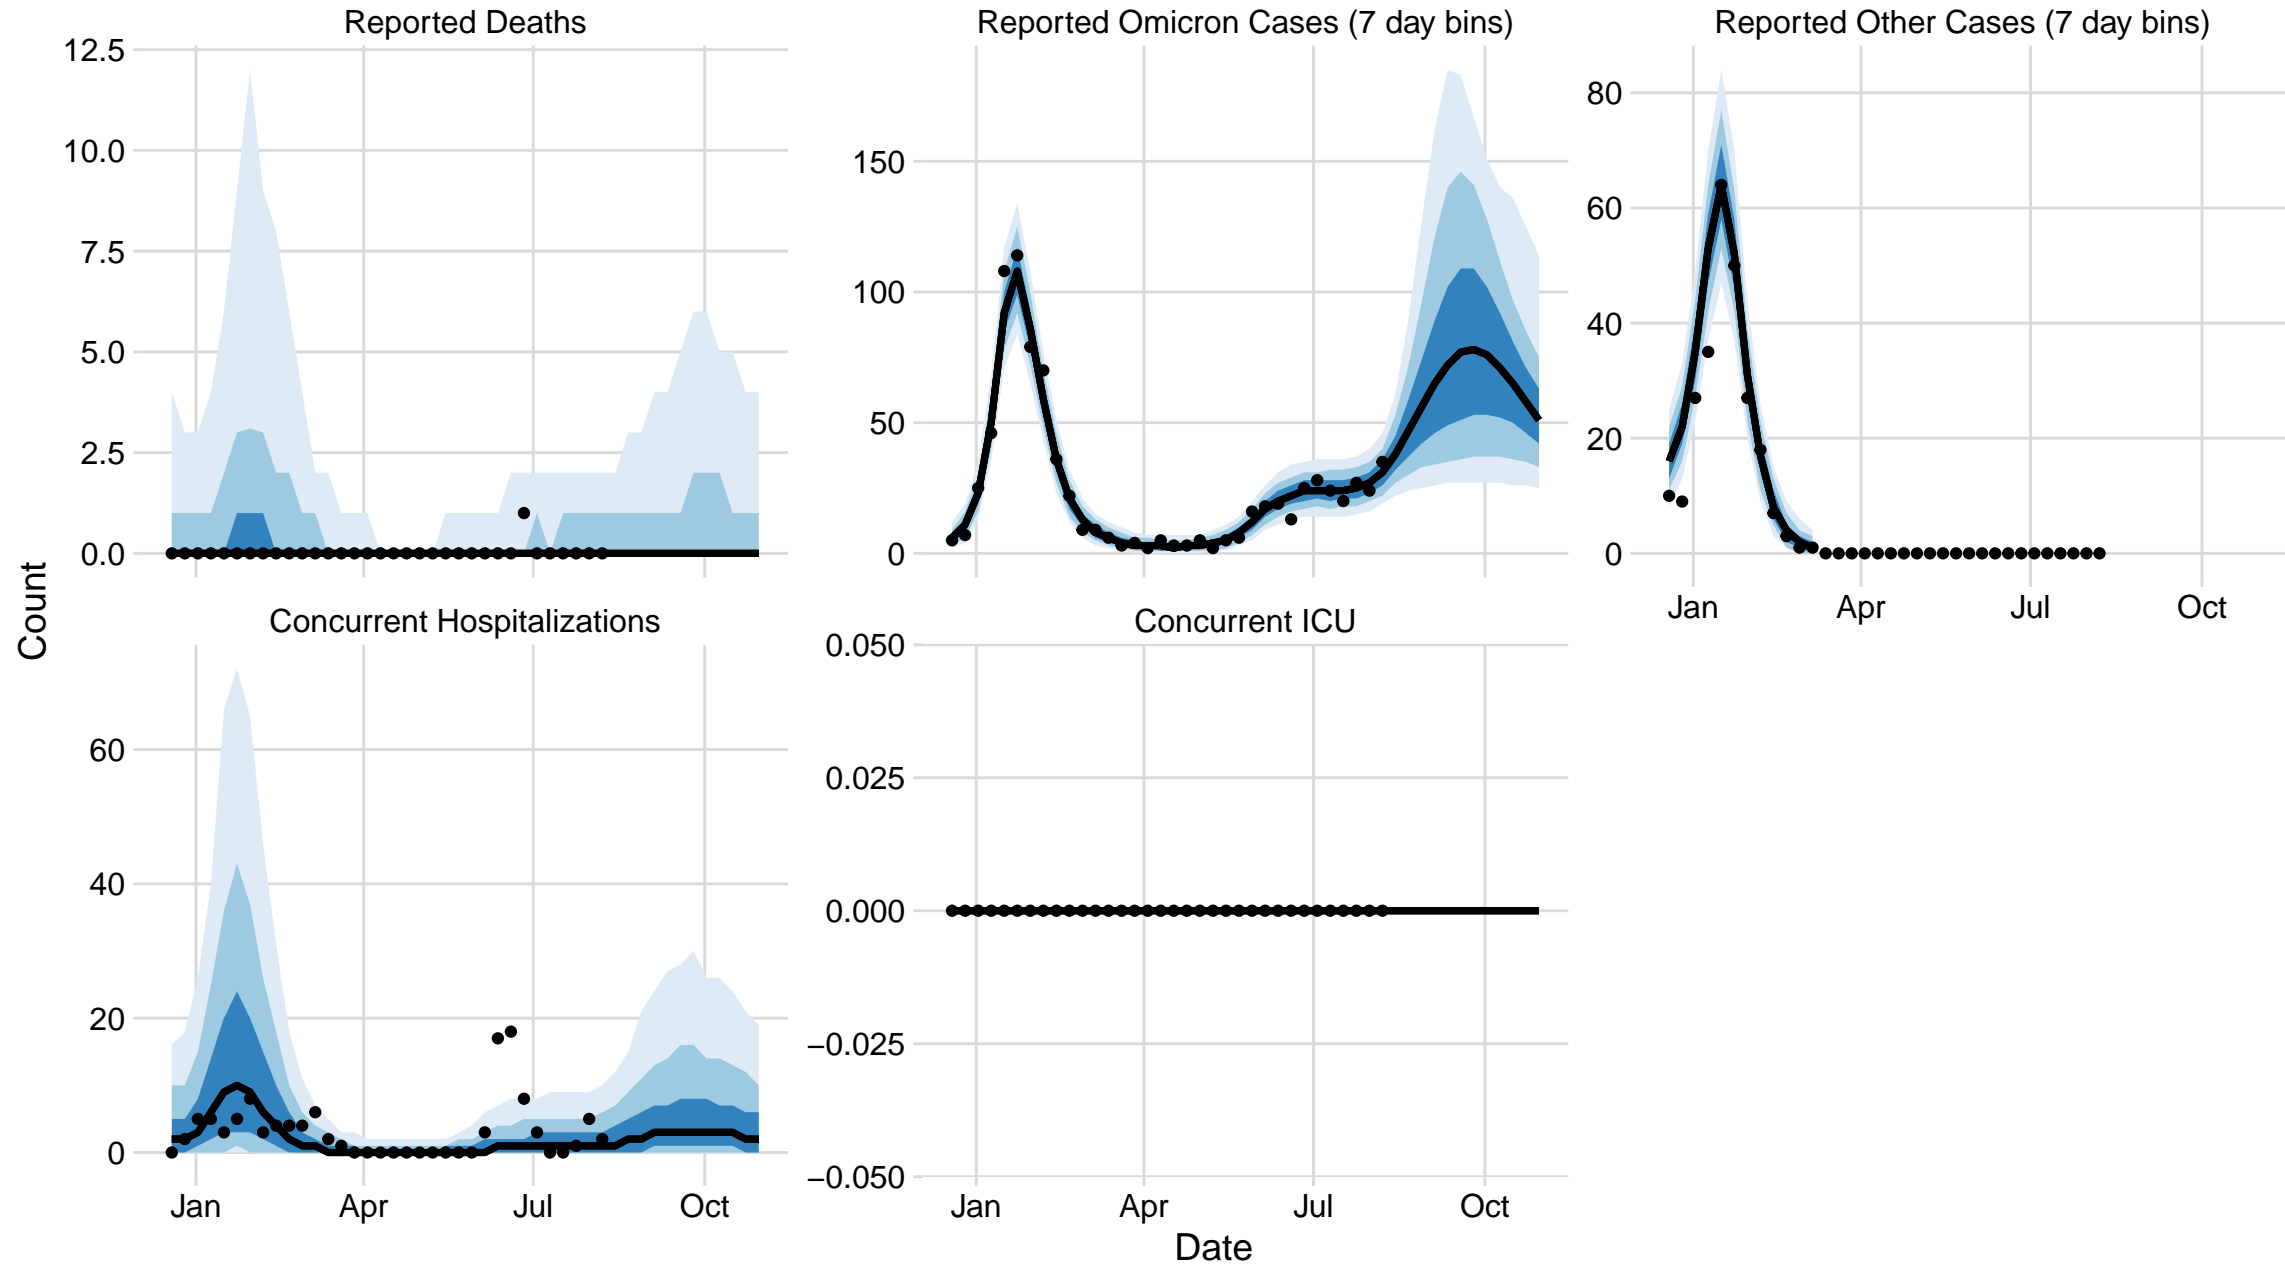 Reported Deaths
Reported Omicron Cases (7 day bins)
Reported Other Cases (7 day bins)
12.5
10.0
7.5
5.0
2.5
0.0
150
100
50
0
80
60
40
20
0
Jan Apr Jul Oct
Count
Concurrent Hospitalizations
Concurrent ICU
60
40
20
0
Jan Apr Jul Oct
0.050
0.025
0.000
−0.025
−0.050
Jan Apr Jul Oct
Date